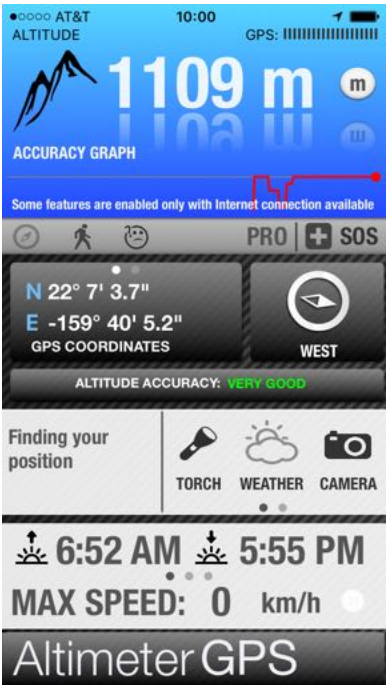 ●○○○○ AT&T 10:00
ALTITUDE GPS:
1109 m m
ACCURACY GRAPH
Some features are enabled only with Internet connection available
PRO SOS
N 22° 7' 3.7"
E -159° 40' 5.2"
GPS COORDINATES
WEST
ALTITUDE ACCURACY: VERY GOOD
Finding your
position
TORCH WEATHER CAMERA
6:52 AM 5:55 PM
MAX SPEED: 0 km/h
Altimeter GPS